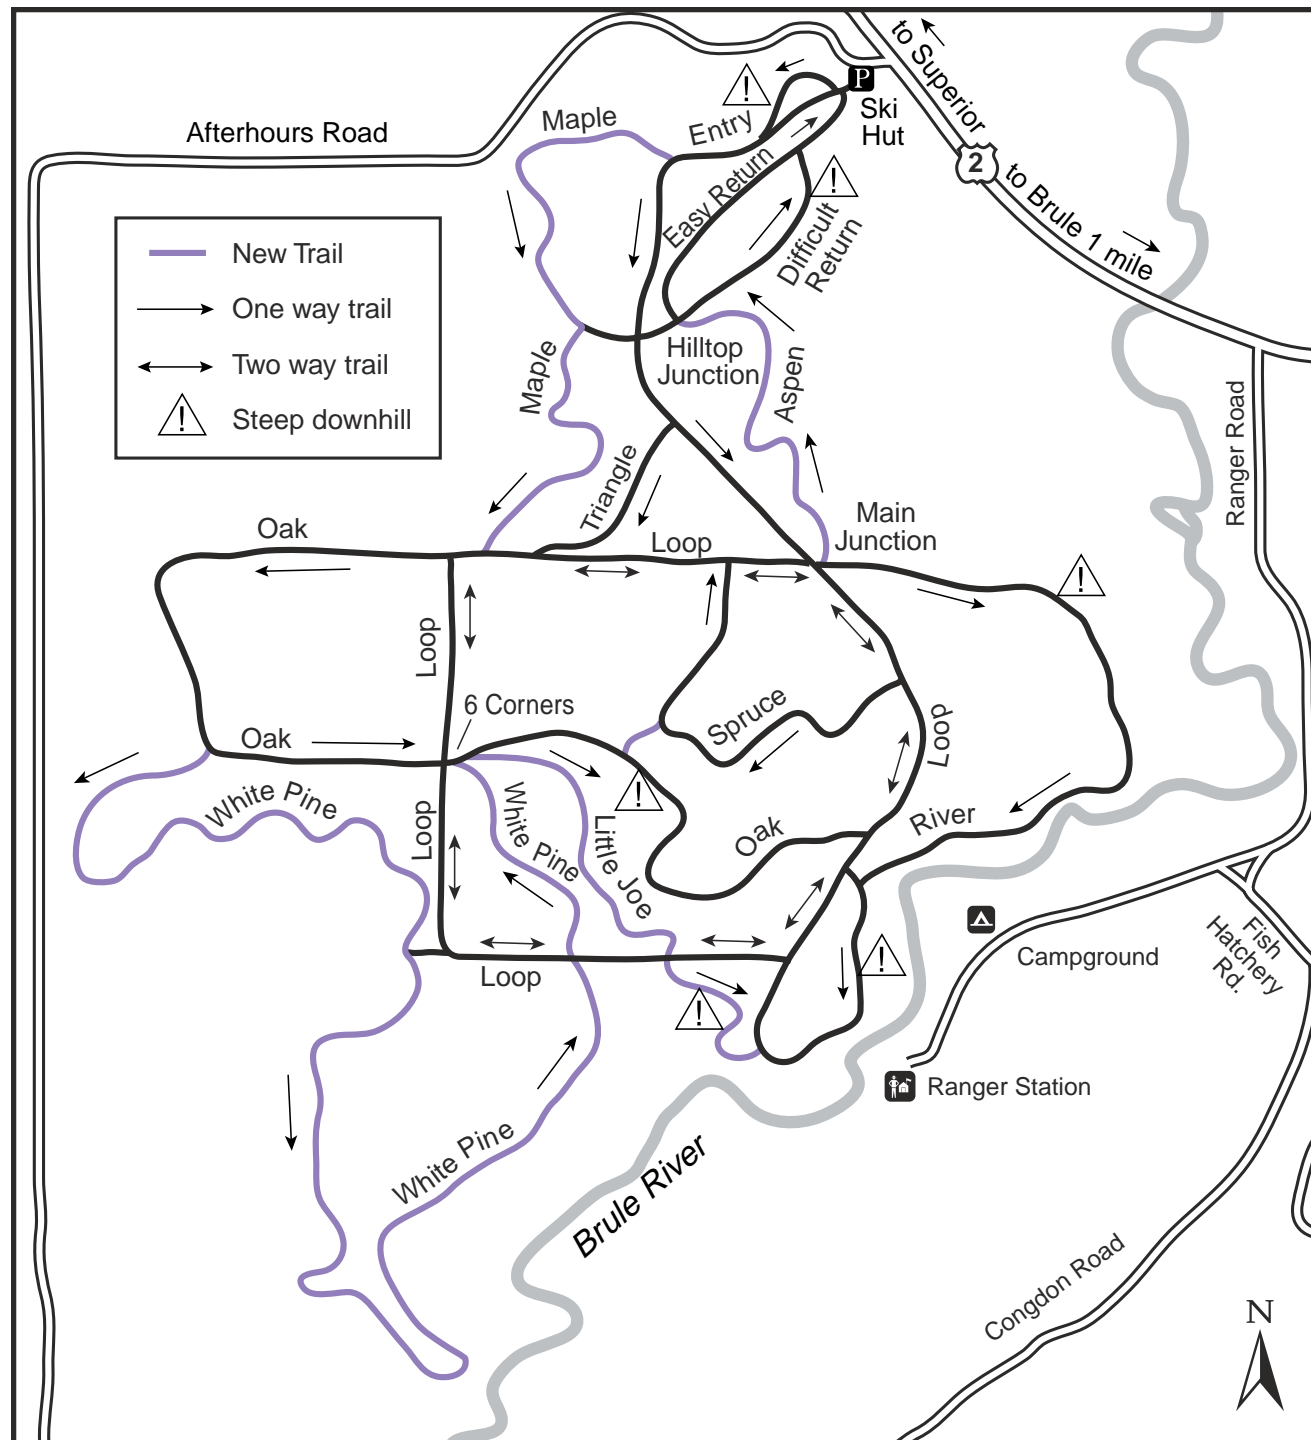 to Superior
P
Ski
Hut
Maple
Entry
Afterhours Road
2
to Brule 1 mile
Easy Return
Difficult
Return
New Trail
One way trail
Two way trail
! Steep downhill
!
!
Hilltop
Junction
Maple
Aspen
Ranger Road
Triangle
Oak
Loop
Main
Junction
!
Loop
6 Corners
Oak
Spruce
Loop
White Pine
White Pine
!
Loop
Little Joe
Oak
River
!
Fish
Hatchery
Rd.
Campground
Loop
!
Ranger Station
White Pine
Brule River
Congdon Road
N